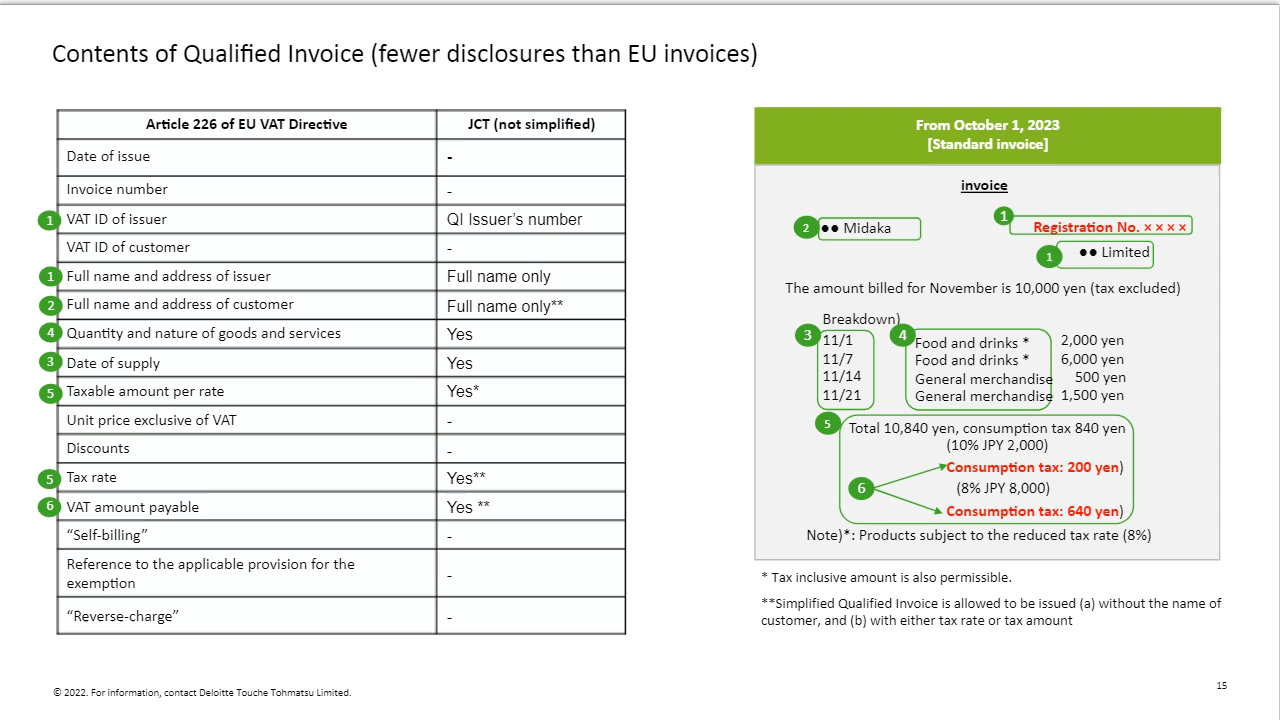 Contents of Qualified Invoice (fewer disclosures than EU invoices)
Article 226 of EU VAT Directive JCT (not simplified)
Date of issue -
Invoice number -
1 VAT ID of issuer QI Issuer's number
VAT ID of customer -
1 Full name and address of issuer Full name only
2 Full name and address of customer Full name only**
4 Quantity and nature of goods and services Yes
3 Date of supply Yes
5 Taxable amount per rate Yes*
Unit price exclusive of VAT -
Discounts -
5 Tax rate Yes**
6 VAT amount payable Yes **
“Self-billing” -
Reference to the applicable provision for the
exemption -
“Reverse-charge” -
From October 1, 2023
[Standard invoice]
invoice
2 ●● Midaka
1 Registration No. × × × ×
1 ●● Limited
The amount billed for November is 10,000 yen (tax excluded)
Breakdown)
3 11/1 4 Food and drinks * 2,000 yen
11/7 Food and drinks * 6,000 yen
11/14 General merchandise 500 yen
11/21 General merchandise 1,500 yen
5 Total 10,840 yen, consumption tax 840 yen
(10% JPY 2,000)
Consumption tax: 200 yen)
6 (8% JPY 8,000)
Consumption tax: 640 yen)
Note)*: Products subject to the reduced tax rate (8%)
* Tax inclusive amount is also permissible.
**Simplified Qualified Invoice is allowed to be issued (a) without the name of
customer, and (b) with either tax rate or tax amount
© 2022. For information, contact Deloitte Touche Tohmatsu Limited.
15